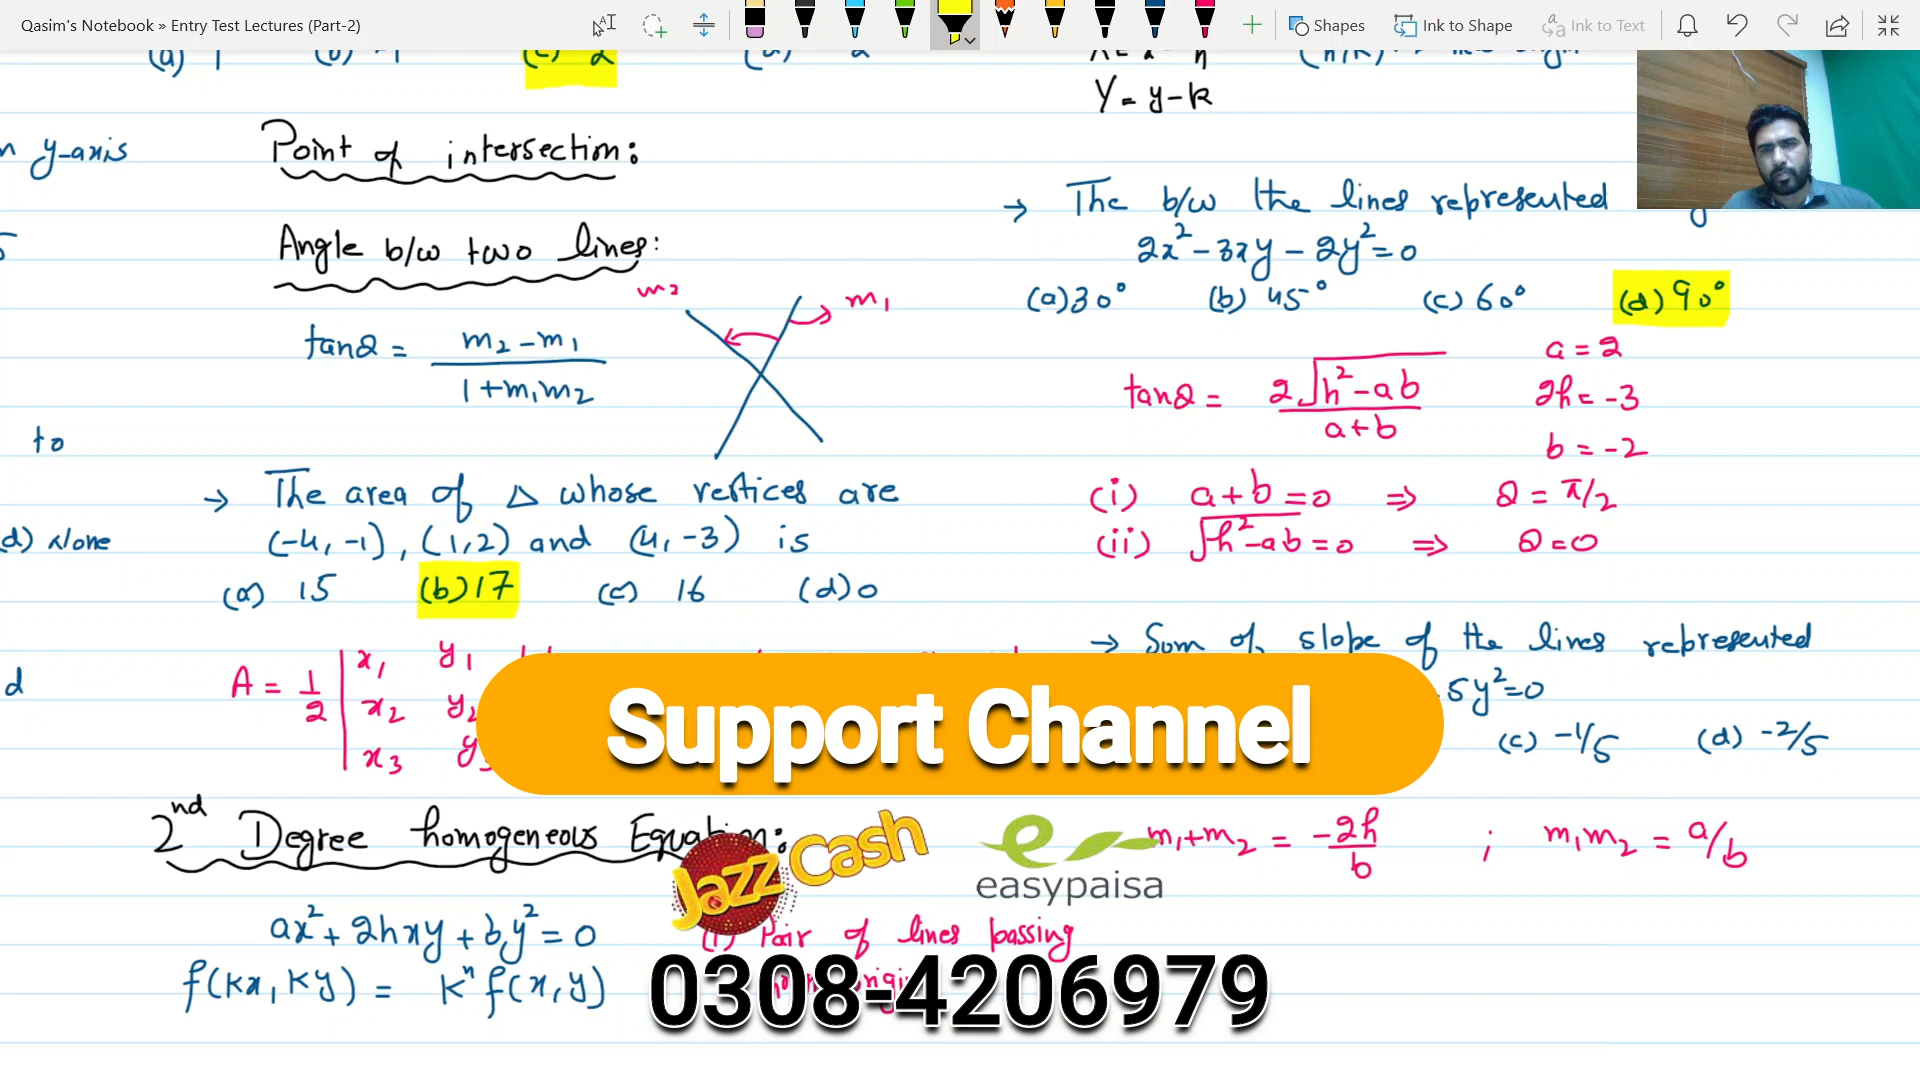 Qasim's Notebook » Entry Test Lectures (Part-2)
Shapes
Ink to Shape
Ink to Text
(a) 1
(c) 2
Y = y-k
n y-axis
Point of intersection:
Angle b/w two lines:
m2
m1
tanθ = m2-m1 / 1+m1m2
to
→ The area of △ whose vertices are
(-4, -1), (1,2) and (4, -3) is
d) None
(a) 15 (b) 17 (c) 16 (d) 0
A = 1/2 | x1 y1
x2 y2
x3 y3
d
2nd Degree homogeneous Equation:
ax²+2hxy+by²=0
f(kx, ky) = kⁿ f(x,y)
(i) Pair of lines passing
→ The b/w the lines represented
2x²-3xy-2y²=0
(a) 30° (b) 45° (c) 60° (d) 90°
tanθ = 2√h²-ab / a+b
a = 2
2h = -3
b = -2
(i) a+b=0 ⇒ θ = π/2
(ii) √h²-ab=0 ⇒ θ=0
→ Sum of slope of the lines represented
5y²=0
(c) -1/5 (d) -2/5
m1+m2 = -2h/b ; m1m2 = a/b
Support Channel
JazzCash
easypaisa
0308-4206979